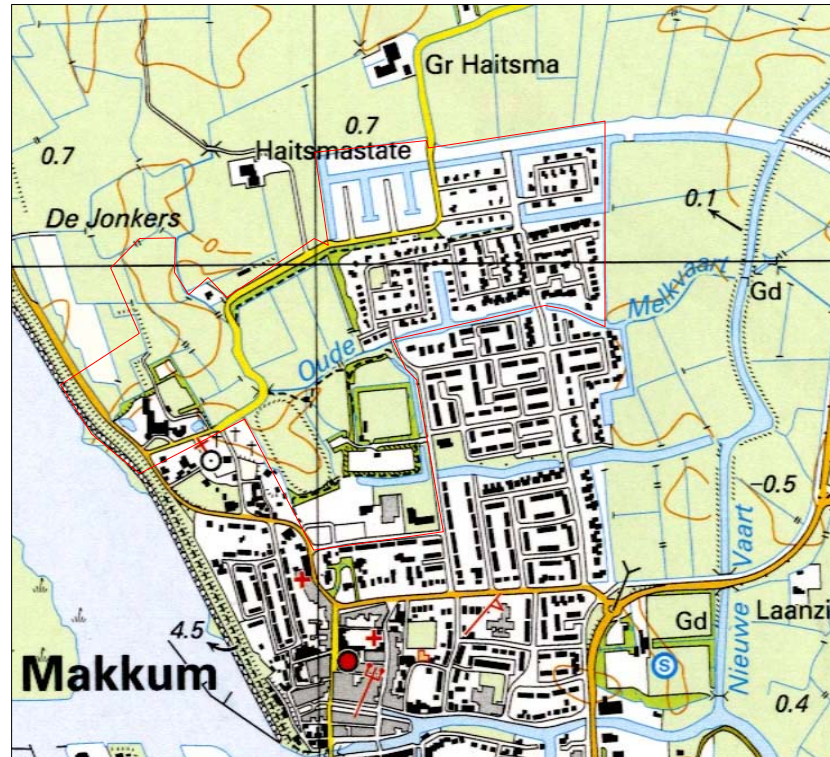 Gr Haitsma
0.7
Haitsmastate
0.7
De Jonkers
0.1
Gd
Oude
Melkvaart
-0.5
Nieuwe Vaart
Gd
Laanzi
S
4.5
Makkum
0.4